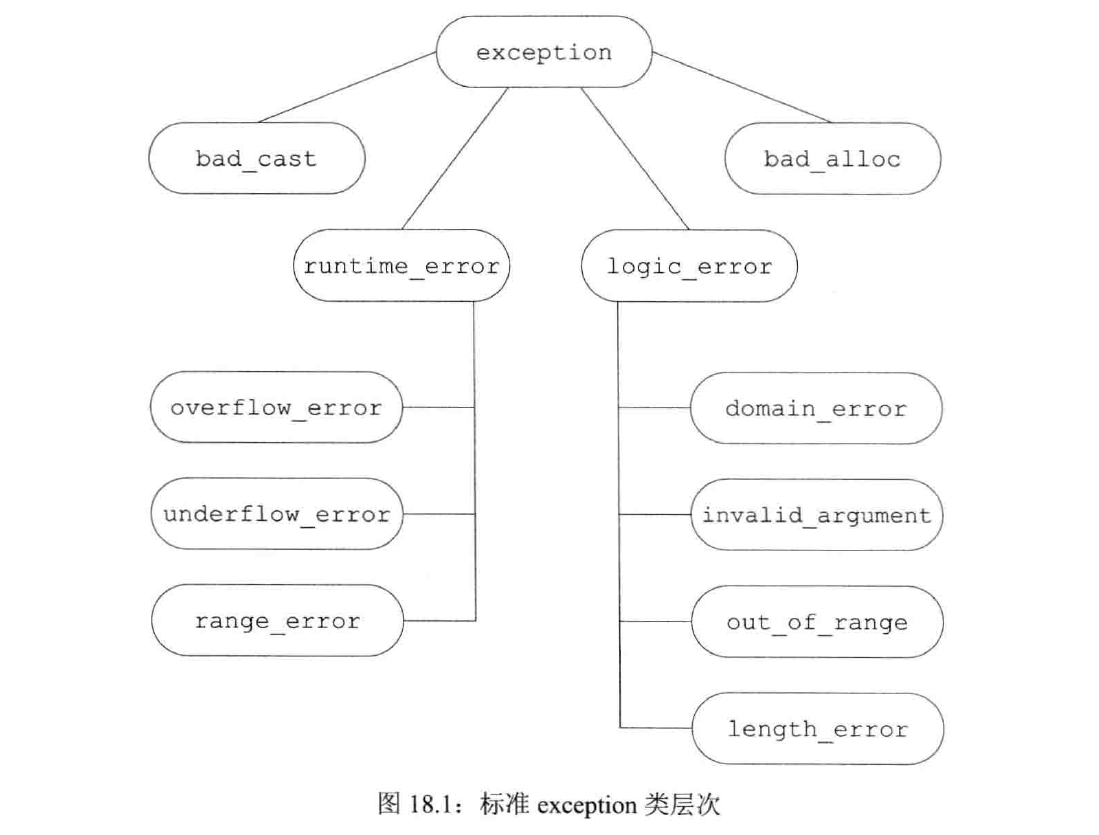 exception
bad_cast
bad_alloc
runtime_error
logic_error
overflow_error
domain_error
underflow_error
invalid_argument
range_error
out_of_range
length_error
图 18.1：标准 exception 类层次